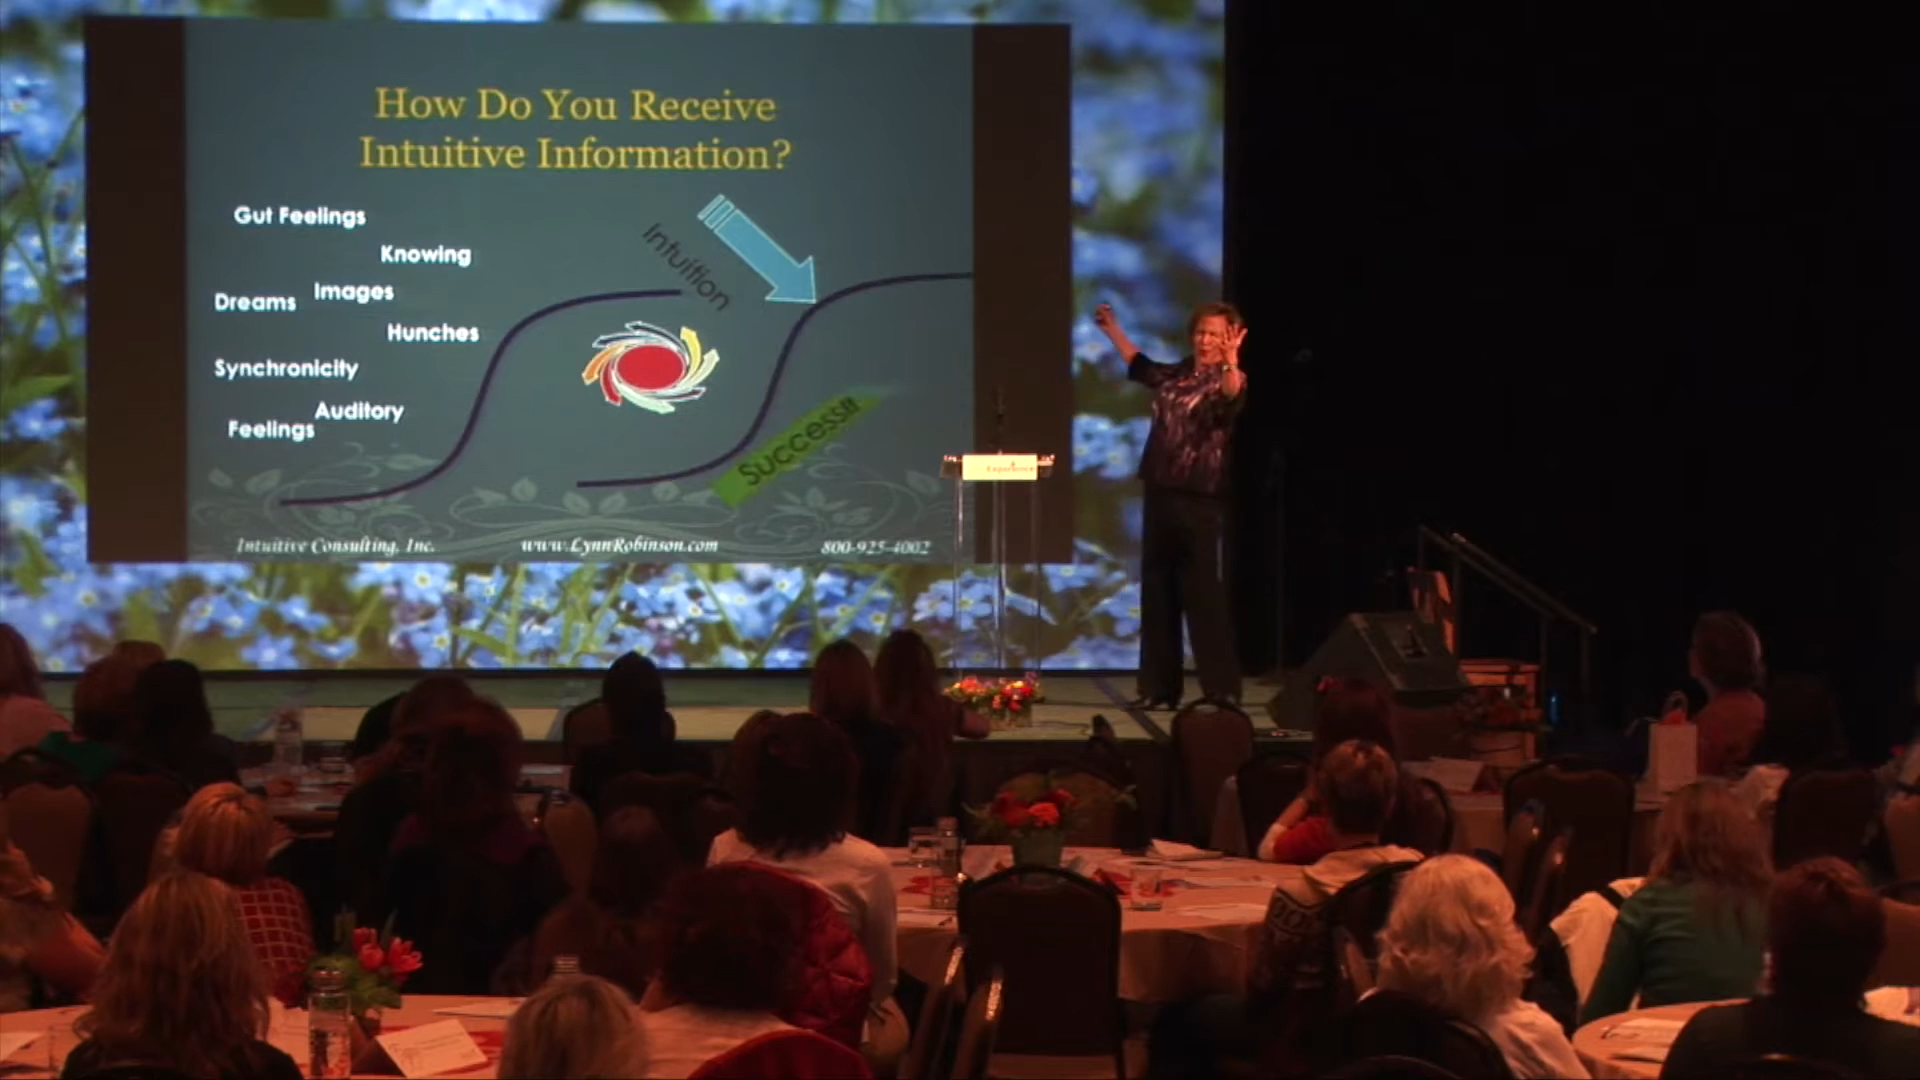 How Do You Receive
Intuitive Information?
Gut Feelings
Knowing
Dreams
Images
Hunches
Synchronicity
Auditory
Feelings
Intuition
Success!!
Intuitive Consulting, Inc.
www.LynnRobinson.com
800-925-4002
Experience